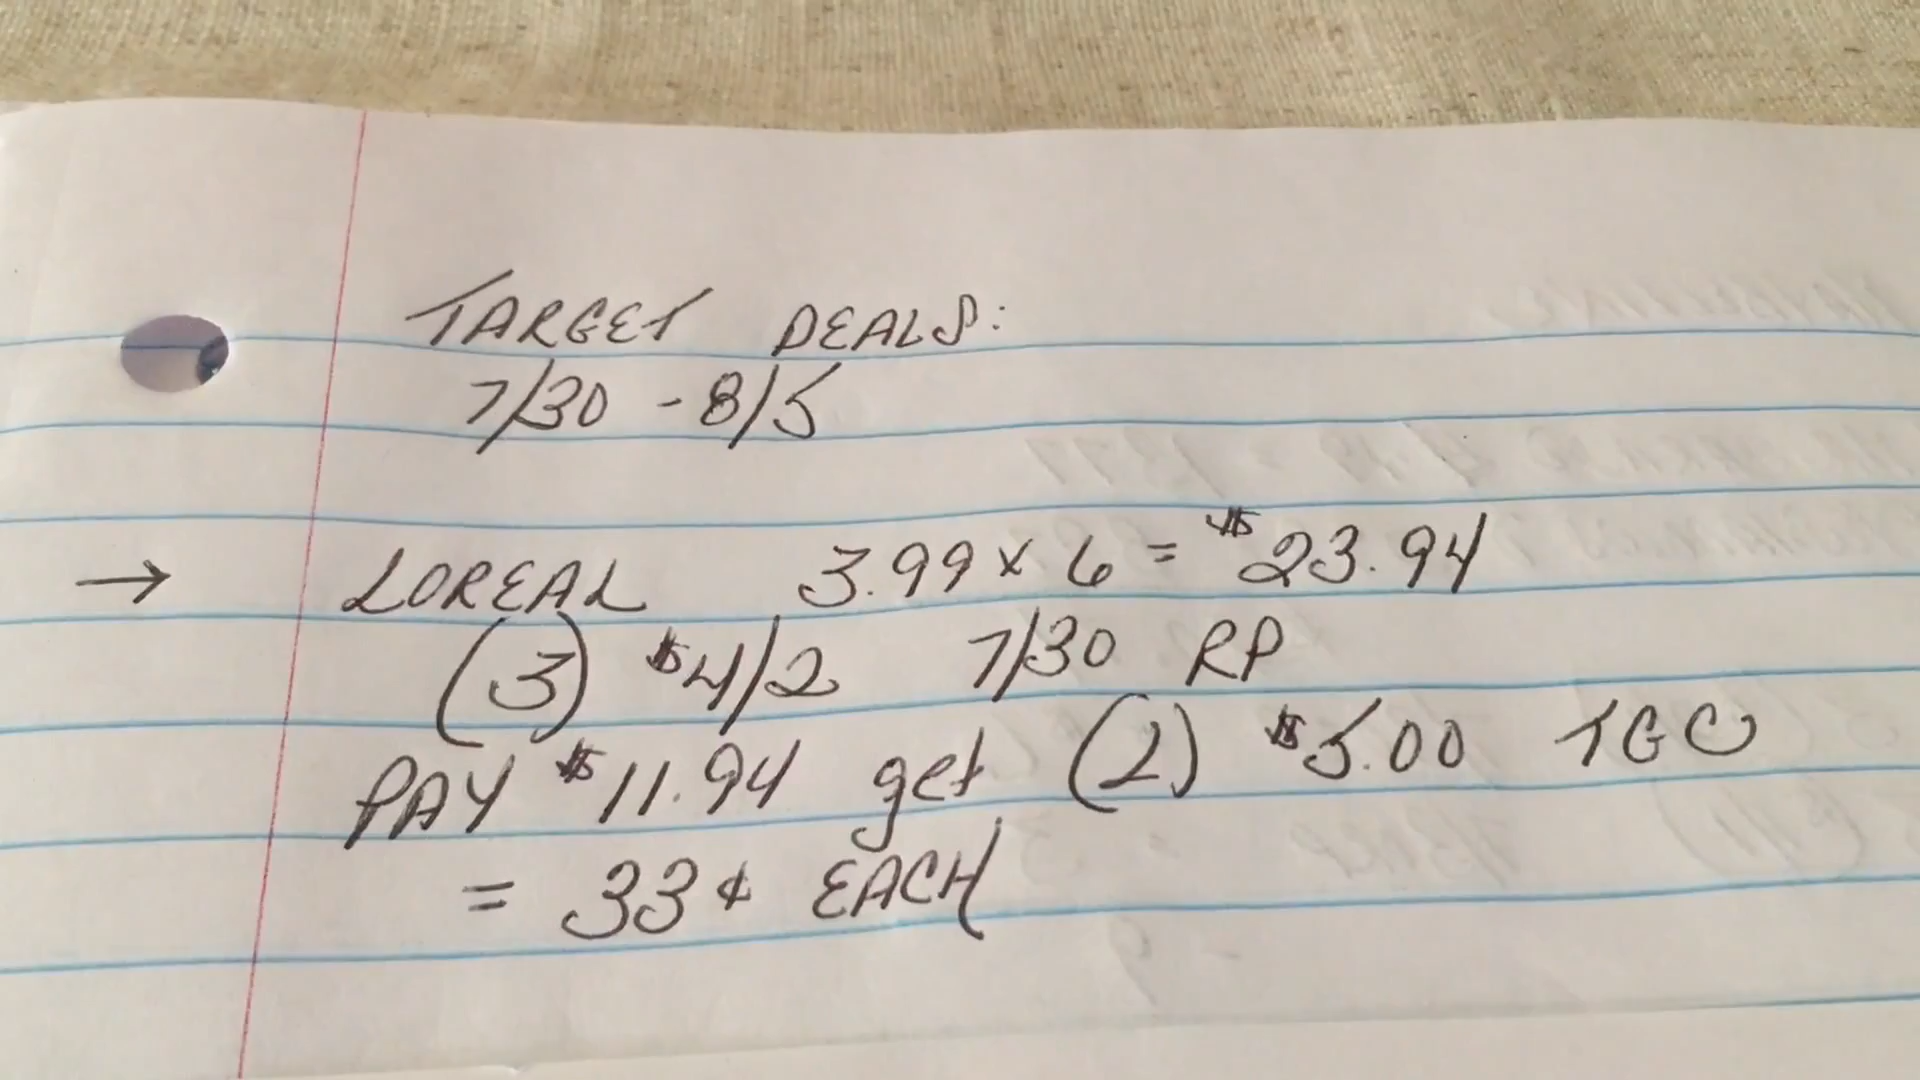 TARGET DEALS:
7/30 - 8/5
→ LOREAL 3.99 x 6 = $23.94
(3) $4/2 7/30 RP
PAY $11.94 get (2) $5.00 TGC
= 33¢ EACH